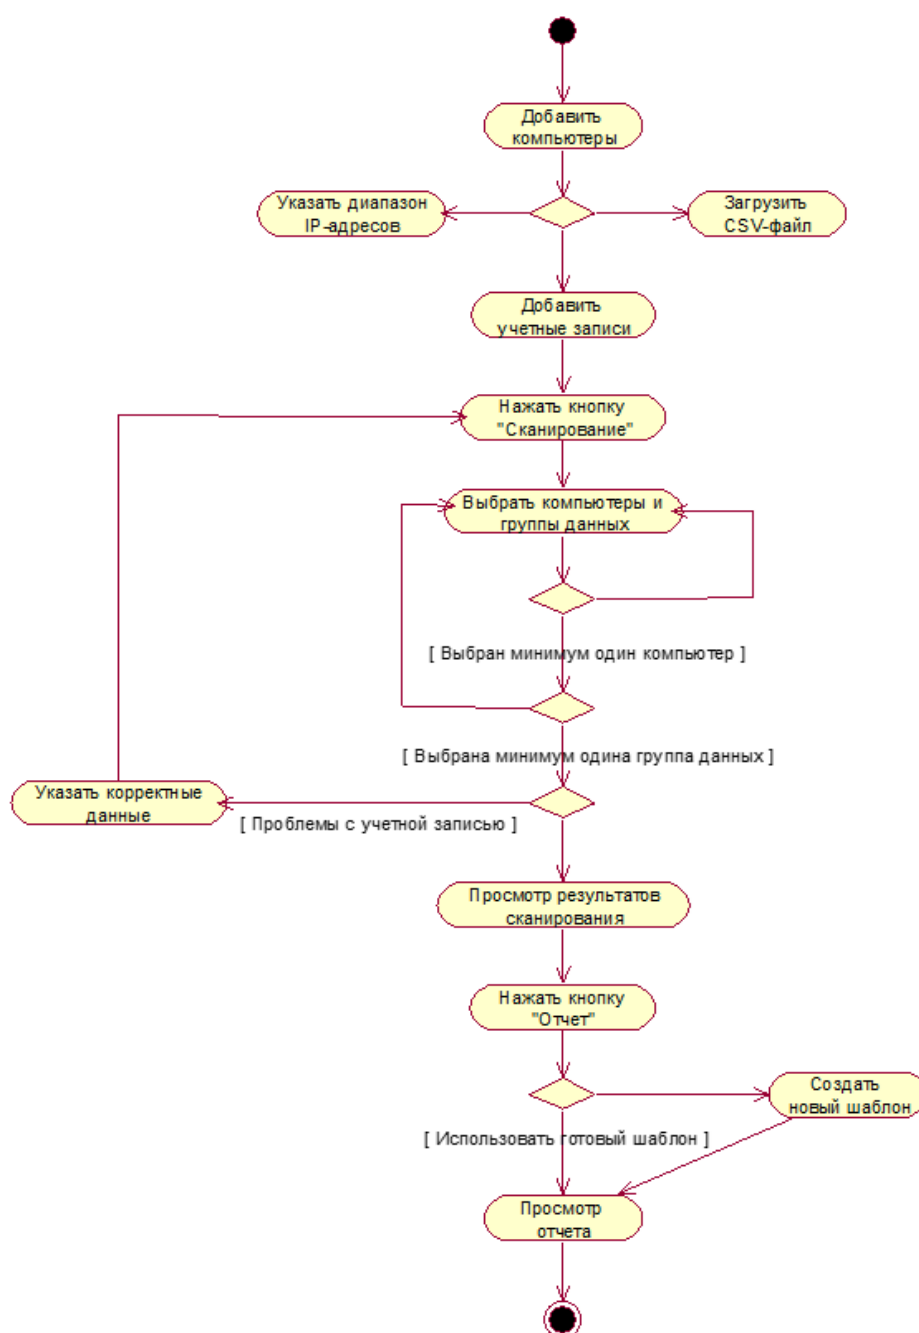 Добавить
компьютеры
Указать диапазон
IP-адресов
Загрузить
CSV-файл
Добавить
учетные записи
Нажать кнопку
"Сканирование"
Выбрать компьютеры и
группы данных
[ Выбран минимум один компьютер ]
[ Выбрана минимум одина группа данных ]
Указать корректные
данные
[ Проблемы с учетной записью ]
Просмотр результатов
сканирования
Нажать кнопку
"Отчет"
Создать
новый шаблон
[ Использовать готовый шаблон ]
Просмотр
отчета